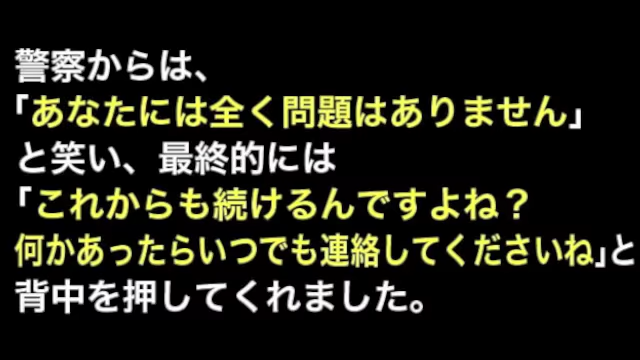 警察からは、
「あなたには全く問題はありません」
と笑い、最終的には
「これからも続けるんですよね？
何かあったらいつでも連絡してくださいね」と
背中を押してくれました。